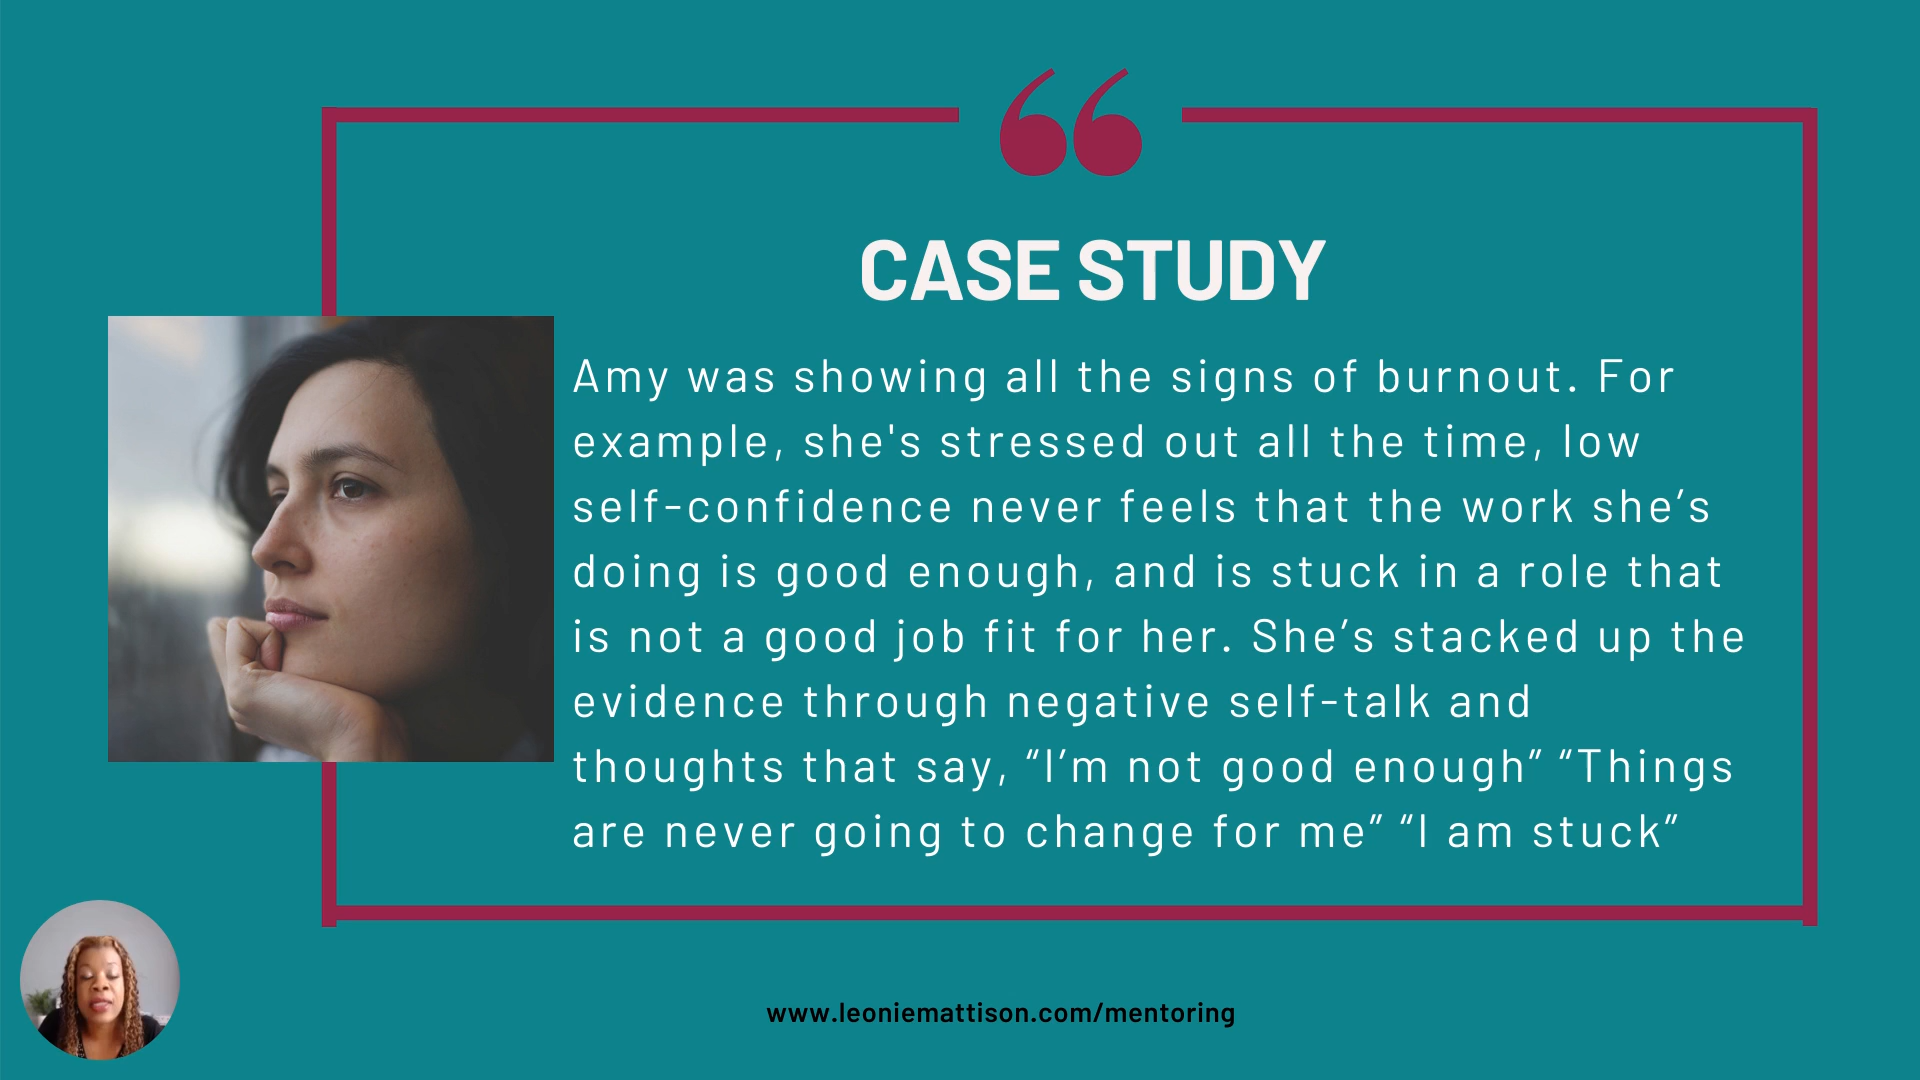 “
CASE STUDY
Amy was showing all the signs of burnout. For
example, she's stressed out all the time, low
self-confidence never feels that the work she’s
doing is good enough, and is stuck in a role that
is not a good job fit for her. She’s stacked up the
evidence through negative self-talk and
thoughts that say, “I’m not good enough” “Things
are never going to change for me” “I am stuck”
www.leoniemattison.com/mentoring